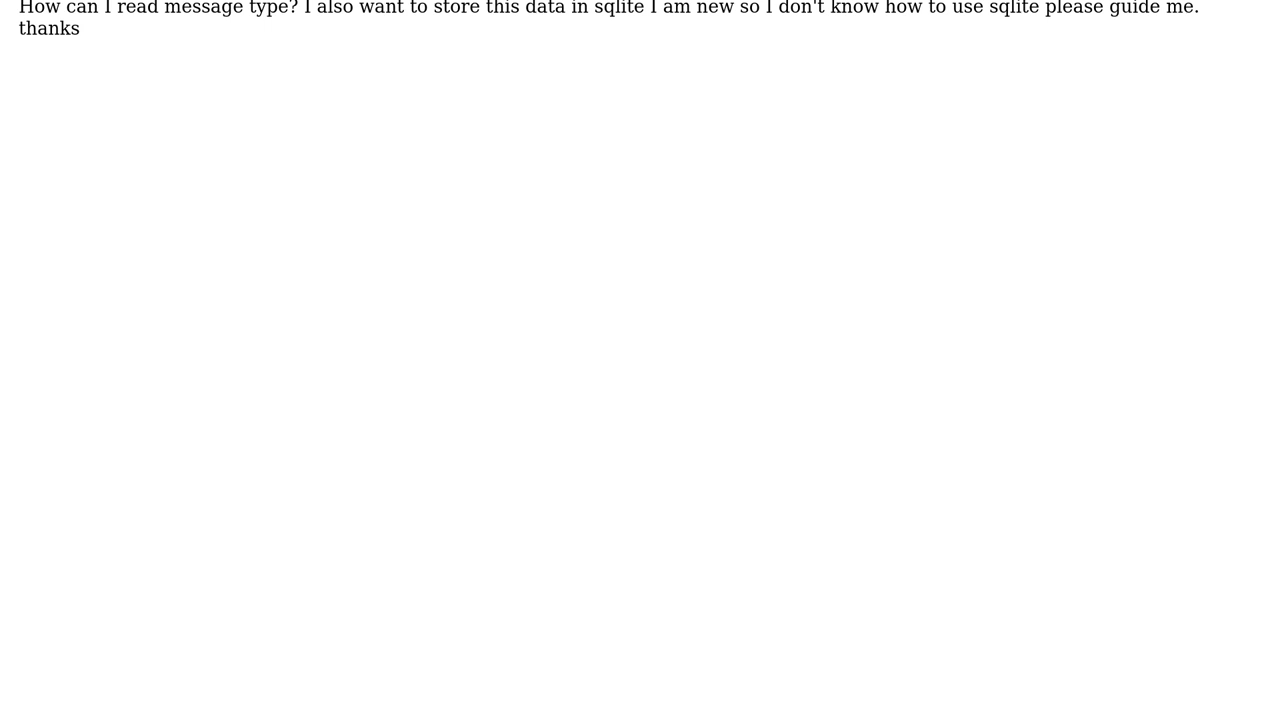 How can I read message type? I also want to store this data in sqlite I am new so I don't know how to use sqlite please guide me.
thanks